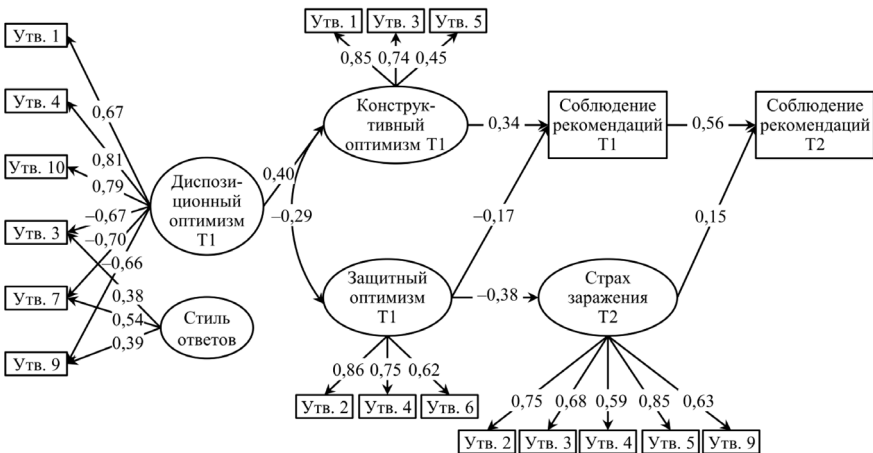 Утв. 1
Утв. 3
Утв. 5
Утв. 1
0,85
0,74
0,45
Утв. 4
0,67
Конструк-
тивный
оптимизм Т1
0,34
Соблюдение
рекомендаций
Т1
0,56
Соблюдение
рекомендаций
Т2
Утв. 10
0,81
0,79
Диспози-
ционный
оптимизм
Т1
0,40
–0,67
–0,29
–0,17
0,15
Утв. 3
–0,70
–0,66
Утв. 7
0,38
0,54
0,39
Стиль
ответов
Защитный
оптимизм
Т1
–0,38
Страх
заражения
Т2
Утв. 9
0,86
0,75
0,62
Утв. 2
Утв. 4
Утв. 6
0,75
0,68
0,59
0,85
0,63
Утв. 2
Утв. 3
Утв. 4
Утв. 5
Утв. 9